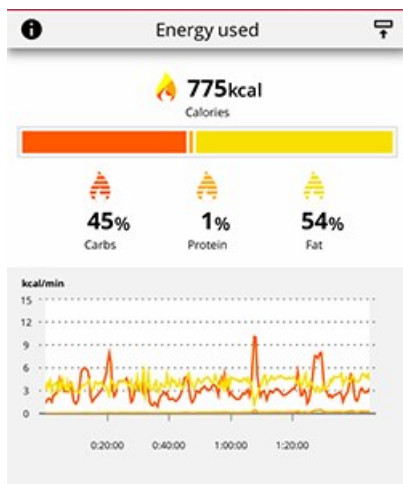 Energy used
775kcal
Calories
45% 1% 54%
Carbs Protein Fat
kcal/min
15
12
9
6
3
0
0:20:00 0:40:00 1:00:00 1:20:00